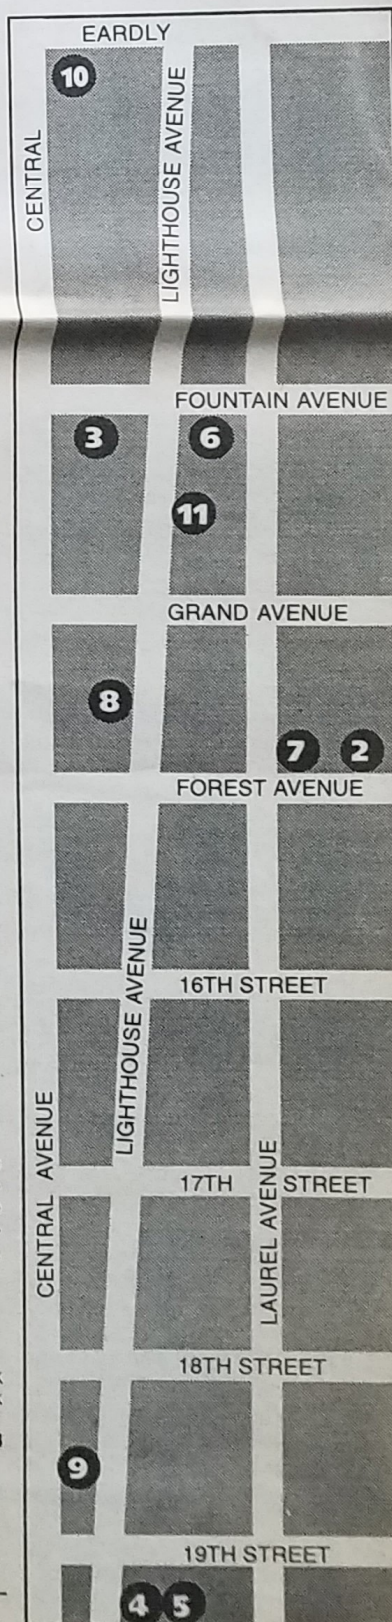 EARDLY
10
LIGHTHOUSE AVENUE
CENTRAL
FOUNTAIN AVENUE
3
6
11
GRAND AVENUE
8
7
2
FOREST AVENUE
16TH STREET
LIGHTHOUSE AVENUE
CENTRAL AVENUE
17TH STREET
LAUREL AVENUE
18TH STREET
9
19TH STREET
4
5